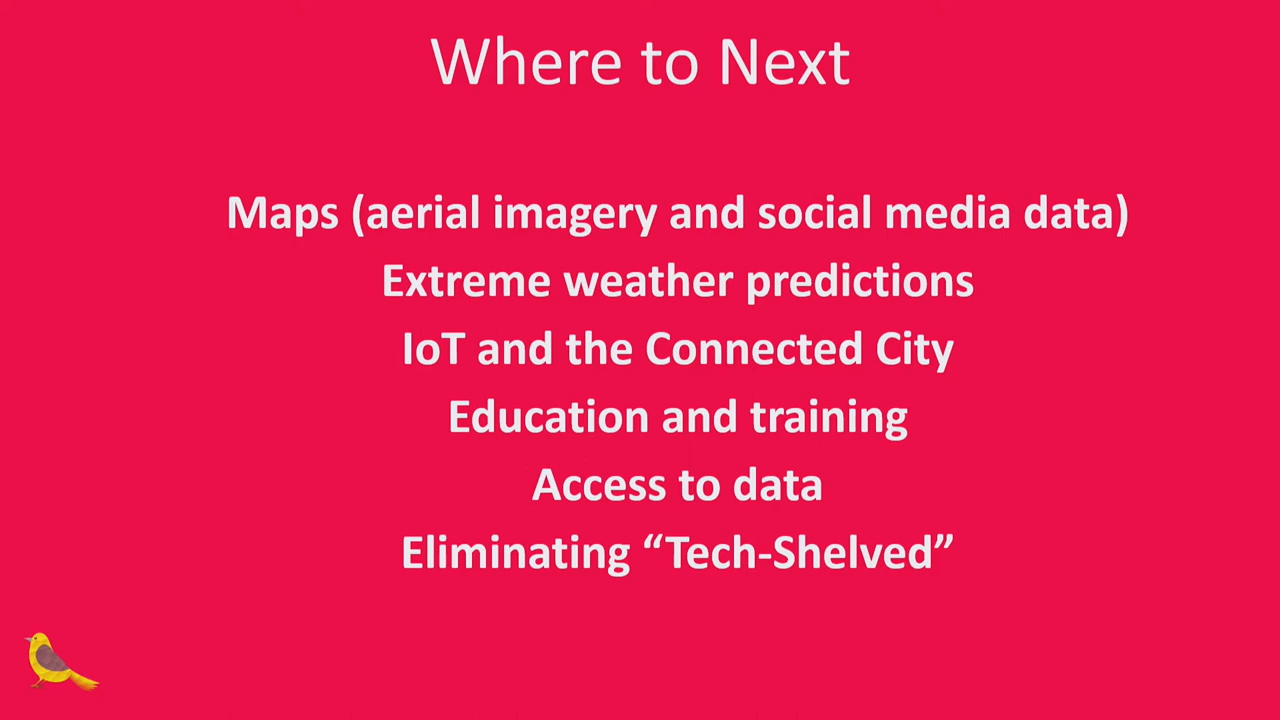 Where to Next
Maps (aerial imagery and social media data)
Extreme weather predictions
IoT and the Connected City
Education and training
Access to data
Eliminating “Tech-Shelved”